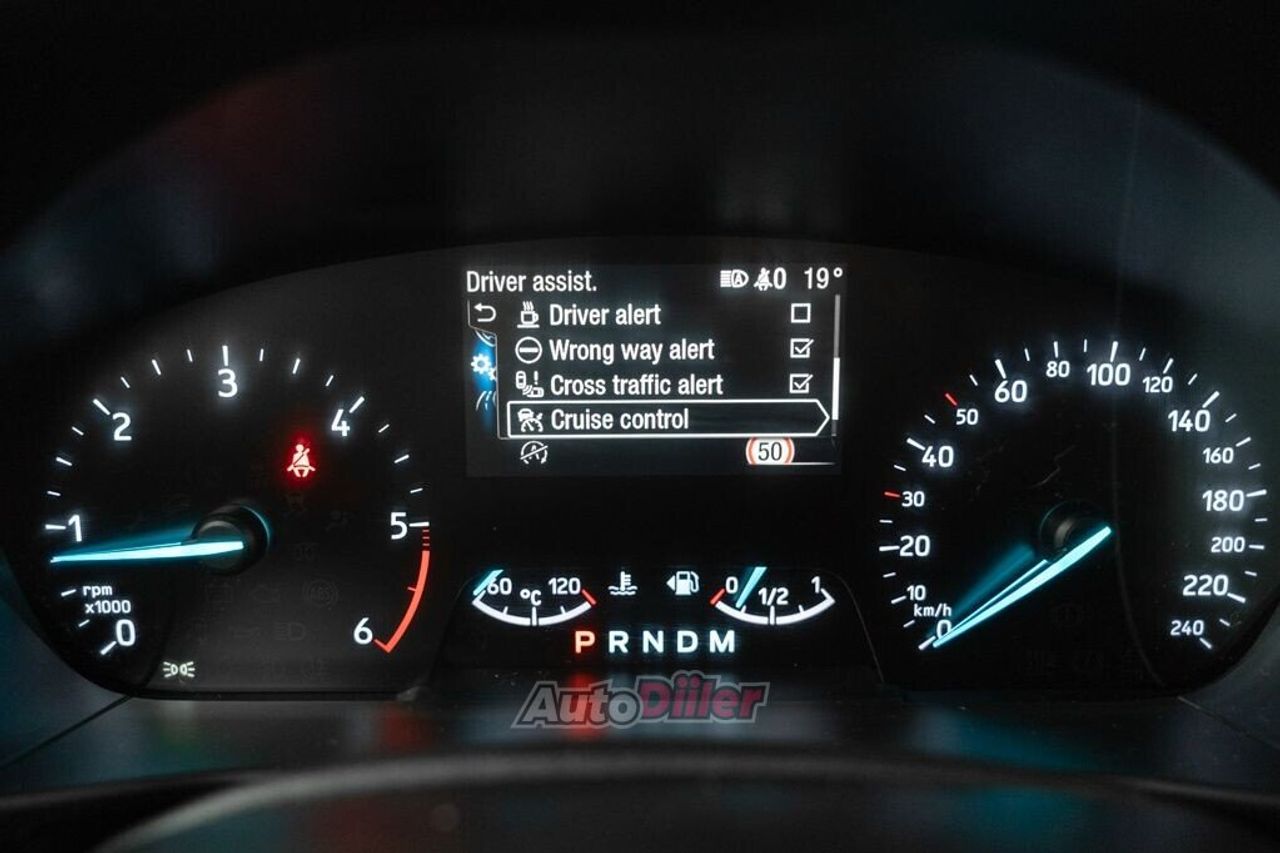 Driver assist. 0 19°
Driver alert
Wrong way alert
Cross traffic alert
Cruise control
50
0 1 2 3 4 5 6
rpm
x1000
0 10 20 30 40 50 60 80 100 120 140 160 180 200 220 240
km/h
60 °C 120
0 1/2 1
P R N D M
AutoDiiler